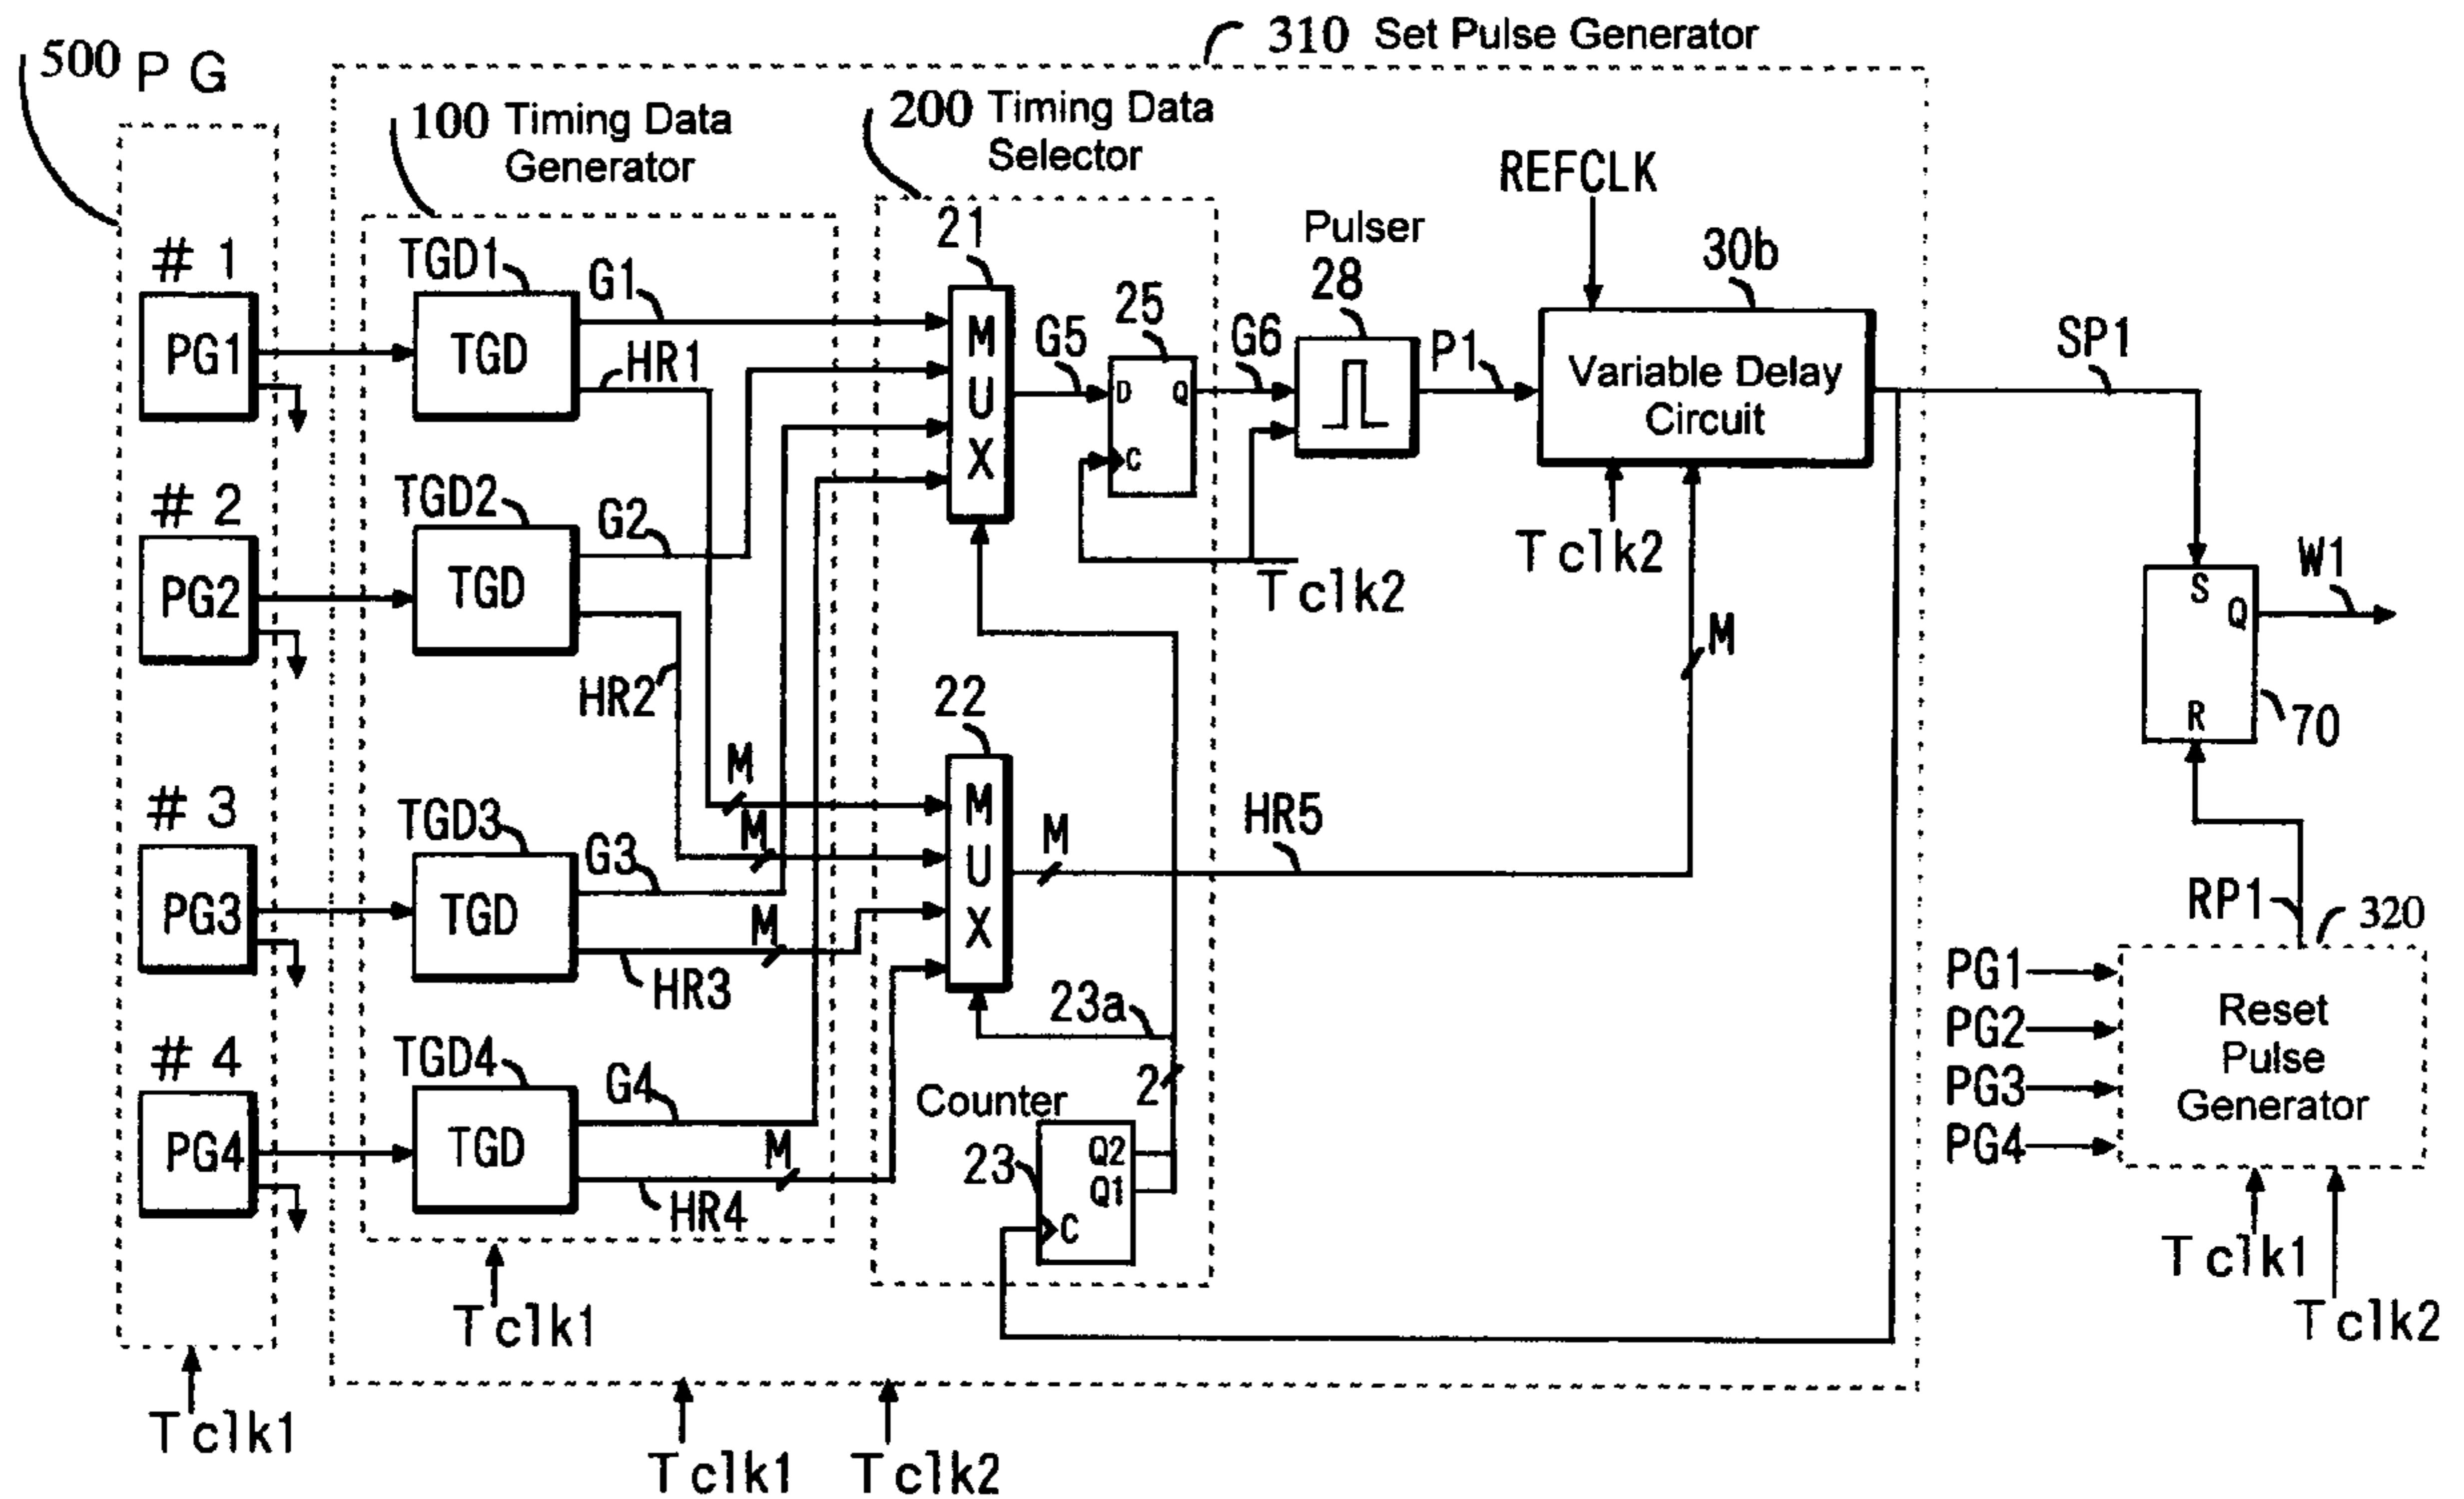 310 Set Pulse Generator
500 P G
100 Timing Data
Generator
200 Timing Data
Selector
REFCLK
# 1
PG1
TGD1
TGD
G1
HR1
21
MUX
G5
25
D Q
C
G6
Pulser
28
P1
30b
Variable Delay
Circuit
SP1
T clk2
T clk2
# 2
PG2
TGD2
TGD
G2
HR2
22
MUX
M
M
M
M
M
M
HR5
S
Q
R
W1
70
# 3
PG3
TGD3
TGD
G3
HR3
23a
2
RP1
320
PG1
PG2
PG3
PG4
Reset
Pulse
Generator
# 4
PG4
TGD4
TGD
G4
HR4
Counter
23
Q2
Q1
C
T clk1
T clk1
T clk1
T clk2
T clk1
T clk2